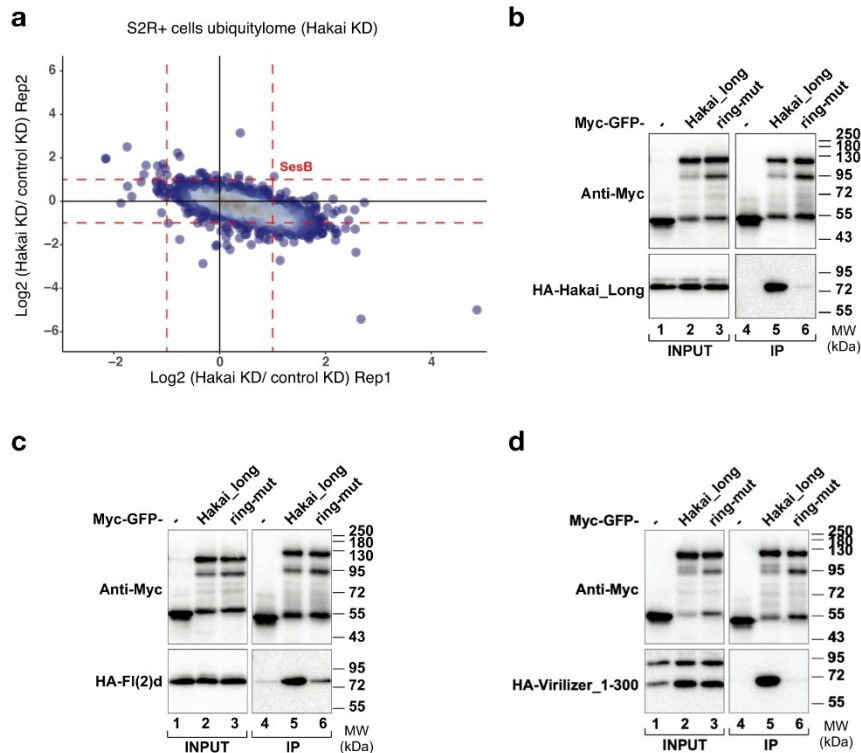 a
S2R+ cells ubiquitylome (Hakai KD)
Log2 (Hakai KD/ control KD) Rep2
6
4
2
0
−2
−4
−6
SesB
−2
0
2
4
Log2 (Hakai KD/ control KD) Rep1
b
Myc-GFP-
- Hakai_long ring-mut - Hakai_long ring-mut
Anti-Myc
250
180
130
95
72
55
43
HA-Hakai_Long
95
72
55
1 2 3 4 5 6 MW
INPUT IP (kDa)
c
Myc-GFP-
- Hakai_long ring-mut - Hakai_long ring-mut
Anti-Myc
250
180
130
95
72
55
43
HA-Fl(2)d
95
72
55
1 2 3 4 5 6 MW
INPUT IP (kDa)
d
Myc-GFP-
- Hakai_long ring-mut - Hakai_long ring-mut
Anti-Myc
250
180
130
95
72
55
43
HA-Virilizer_1-300
95
72
55
1 2 3 4 5 6 MW
INPUT IP (kDa)